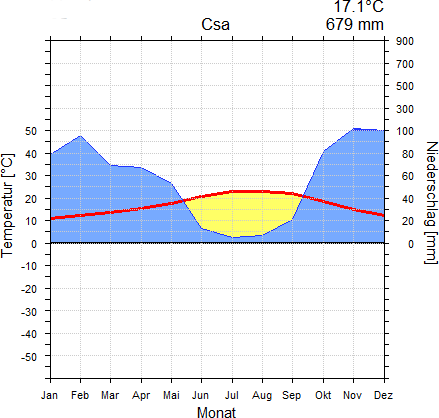 17.1°C
Csa 679 mm
900
700
500
300
50 100
40 80
30 60
20 40
10 20
0 0
-10
-20
-30
-40
-50
Temperatur [°C]
Niederschlag [mm]
Jan Feb Mar Apr Mai Jun Jul Aug Sep Okt Nov Dez
Monat